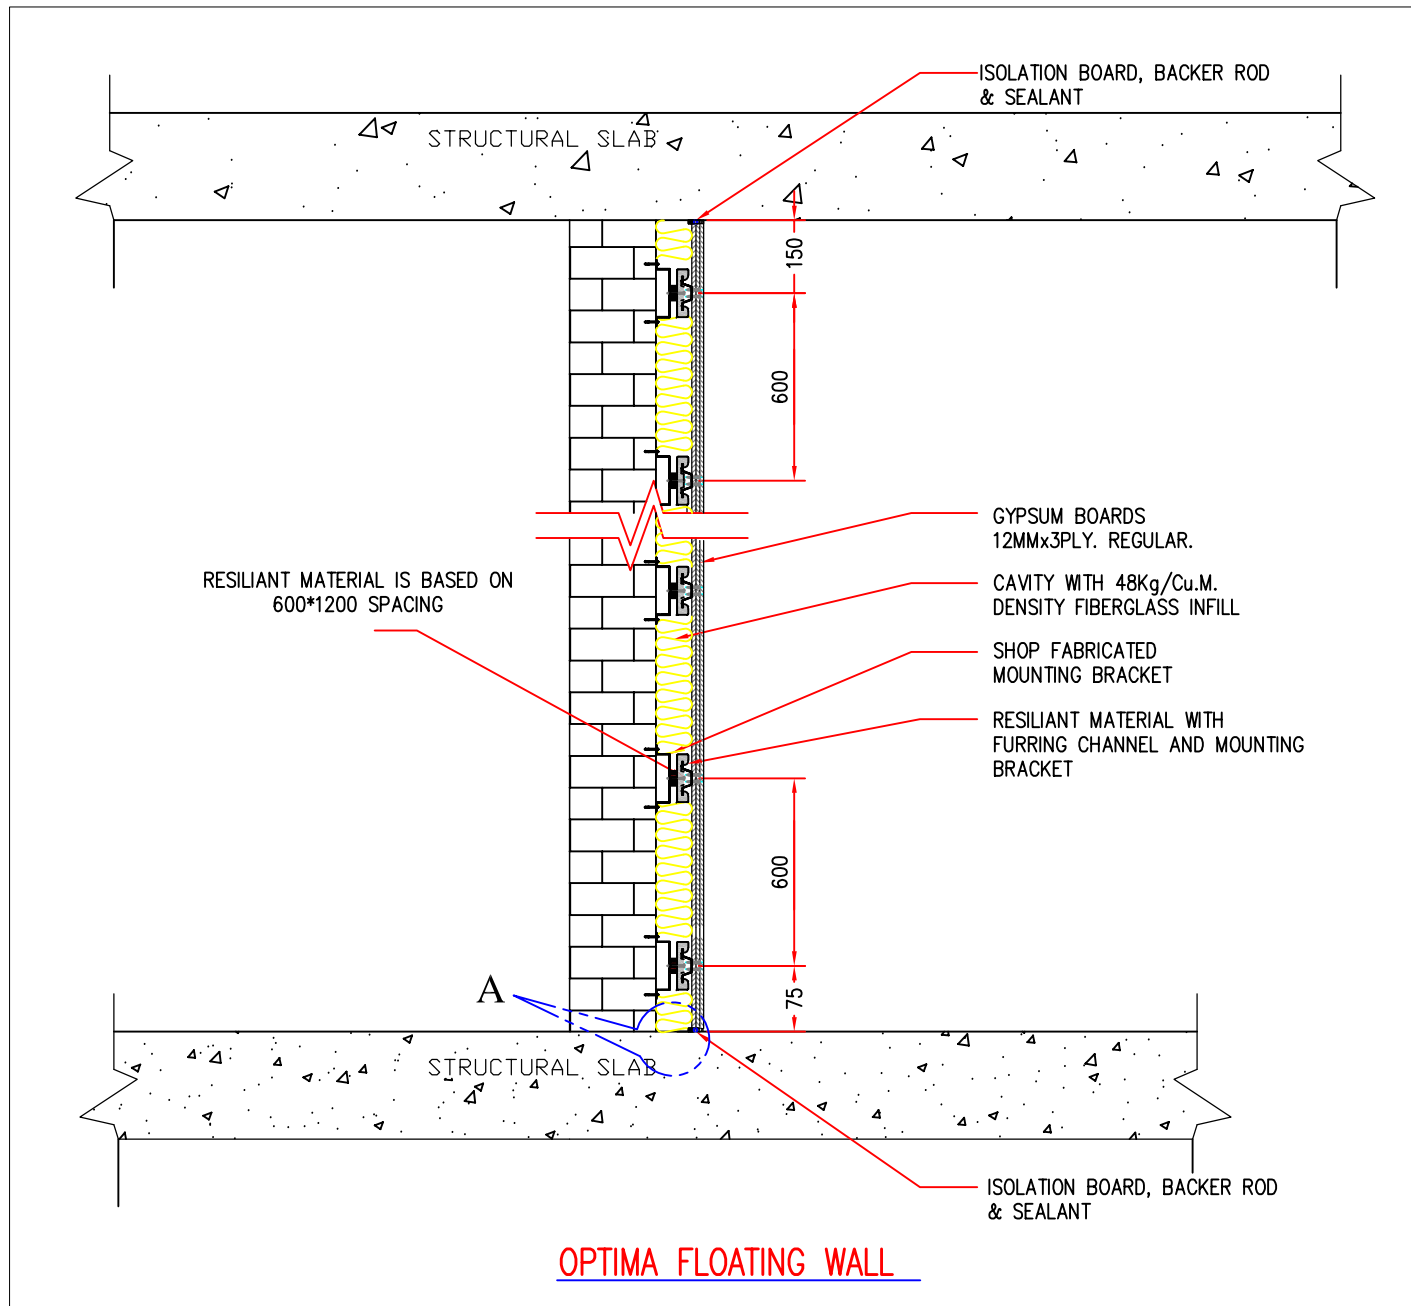 ISOLATION BOARD, BACKER ROD
& SEALANT
STRUCTURAL SLAB
150
600
GYPSUM BOARDS
12MMx3PLY. REGULAR.
RESILIANT MATERIAL IS BASED ON
600*1200 SPACING
CAVITY WITH 48Kg/Cu.M.
DENSITY FIBERGLASS INFILL
SHOP FABRICATED
MOUNTING BRACKET
RESILIANT MATERIAL WITH
FURRING CHANNEL AND MOUNTING
BRACKET
600
A
75
STRUCTURAL SLAB
ISOLATION BOARD, BACKER ROD
& SEALANT
OPTIMA FLOATING WALL